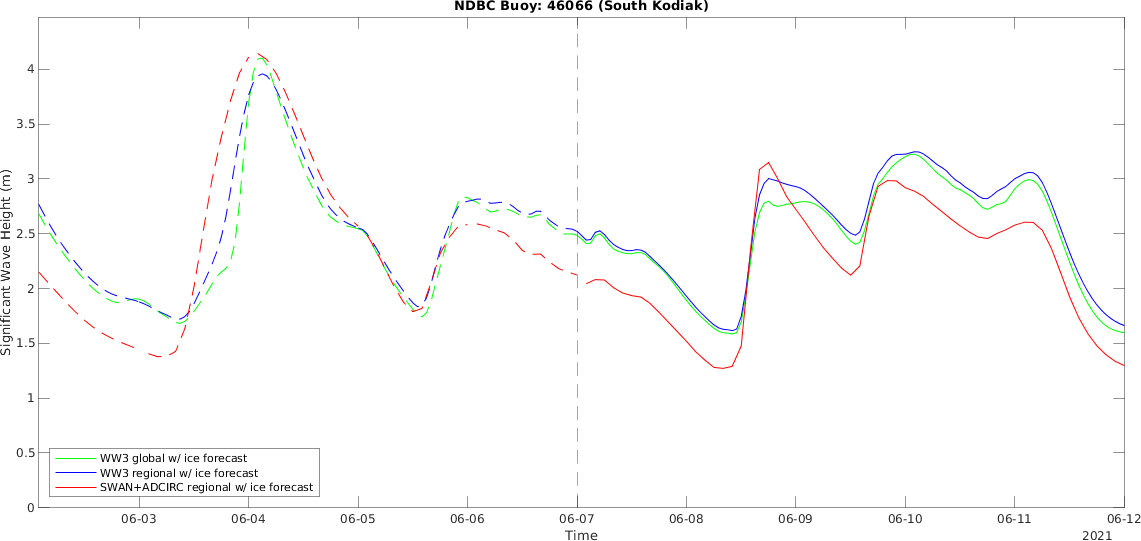 NDBC Buoy: 46066 (South Kodiak)
Significant Wave Height (m)
4
3.5
3
2.5
2
1.5
1
0.5
0
WW3 global w/ ice forecast
WW3 regional w/ ice forecast
SWAN+ADCIRC regional w/ ice forecast
06-03 06-04 06-05 06-06 06-07 06-08 06-09 06-10 06-11 06-12
Time
2021